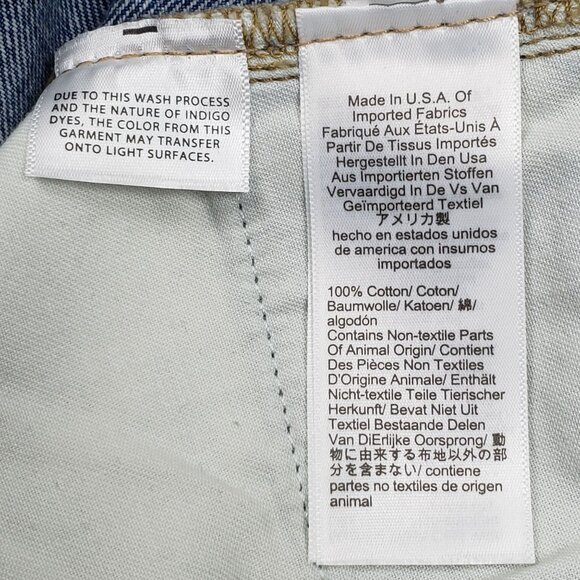 DUE TO THIS WASH PROCESS
AND THE NATURE OF INDIGO
DYES, THE COLOR FROM THIS
GARMENT MAY TRANSFER
ONTO LIGHT SURFACES.
Made In U.S.A. Of
Imported Fabrics
Fabriqué Aux États-Unis À
Partir De Tissus Importés
Hergestellt In Den Usa
Aus Importierten Stoffen
Vervaardigd In De Vs Van
Geïmporteerd Textiel
アメリカ製
hecho en estados unidos
de america con insumos
importados
100% Cotton/ Coton/
Baumwolle/ Katoen/ 綿/
algodón
Contains Non-textile Parts
Of Animal Origin/ Contient
Des Pièces Non Textiles
D'Origine Animale/ Enthält
Nicht-textile Teile Tierischer
Herkunft/ Bevat Niet Uit
Textiel Bestaande Delen
Van DiErlijke Oorsprong/ 動
物に由来する布地以外の部
分を含まない/ contiene
partes no textiles de origen
animal